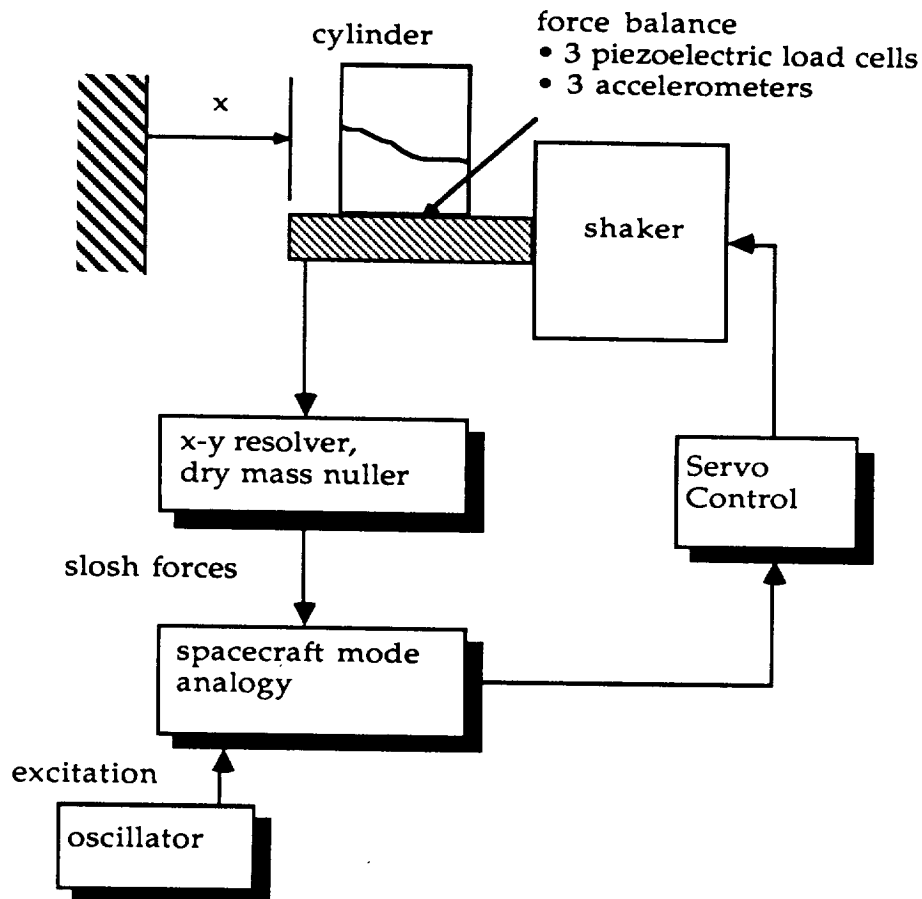 force balance
• 3 piezoelectric load cells
• 3 accelerometers
cylinder
x
shaker
x-y resolver,
dry mass nuller
Servo
Control
slosh forces
spacecraft mode
analogy
excitation
oscillator